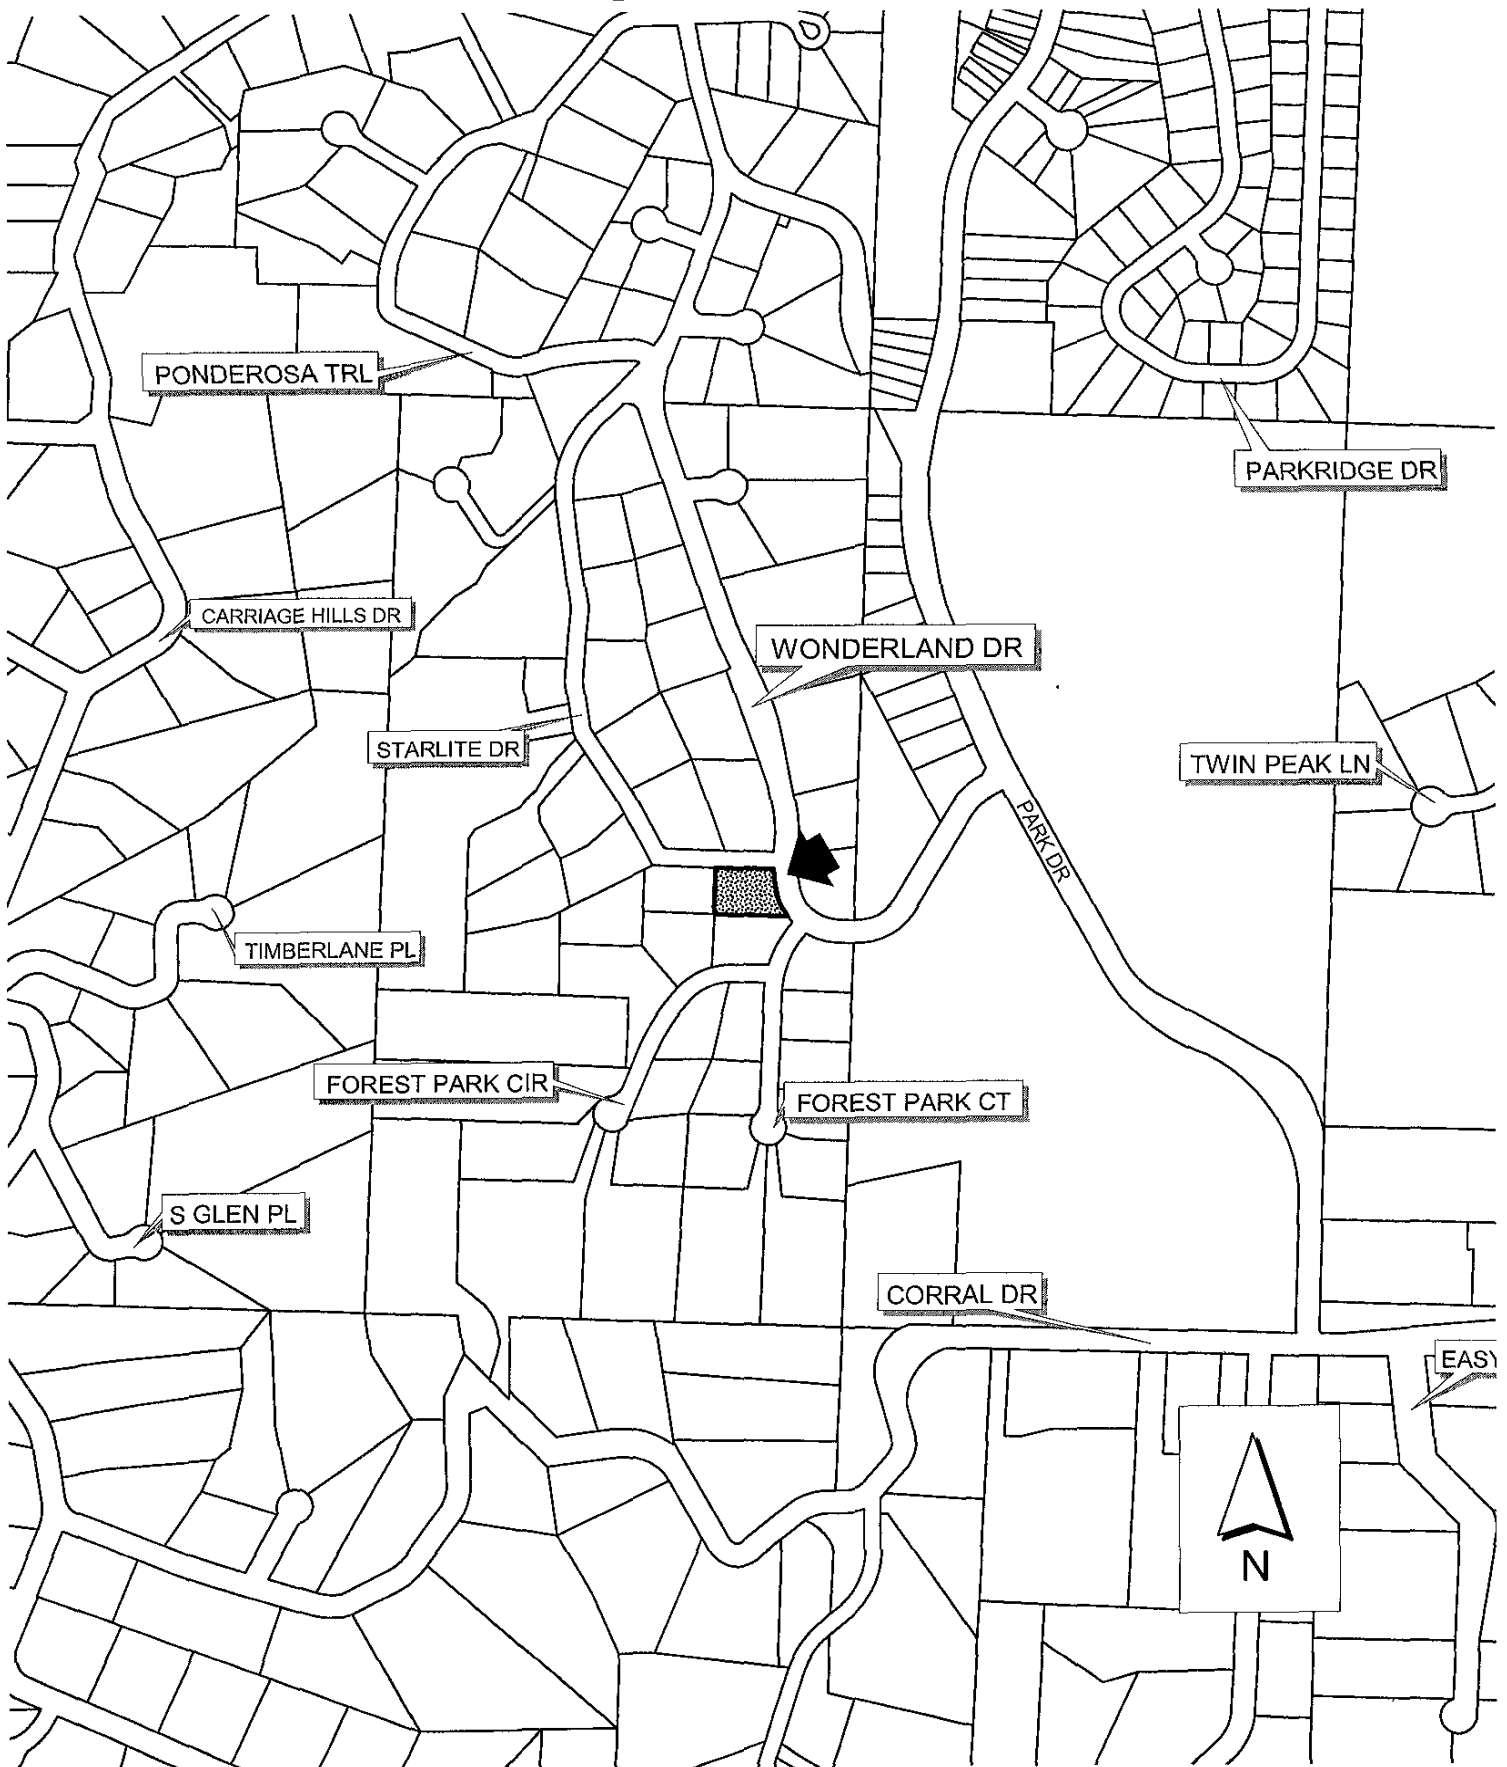 PONDEROSA TRL
PARKRIDGE DR
CARRIAGE HILLS DR
WONDERLAND DR
STARLITE DR
TWIN PEAK LN
PARK DR
TIMBERLANE PL
FOREST PARK CIR
FOREST PARK CT
S GLEN PL
CORRAL DR
EASY
N